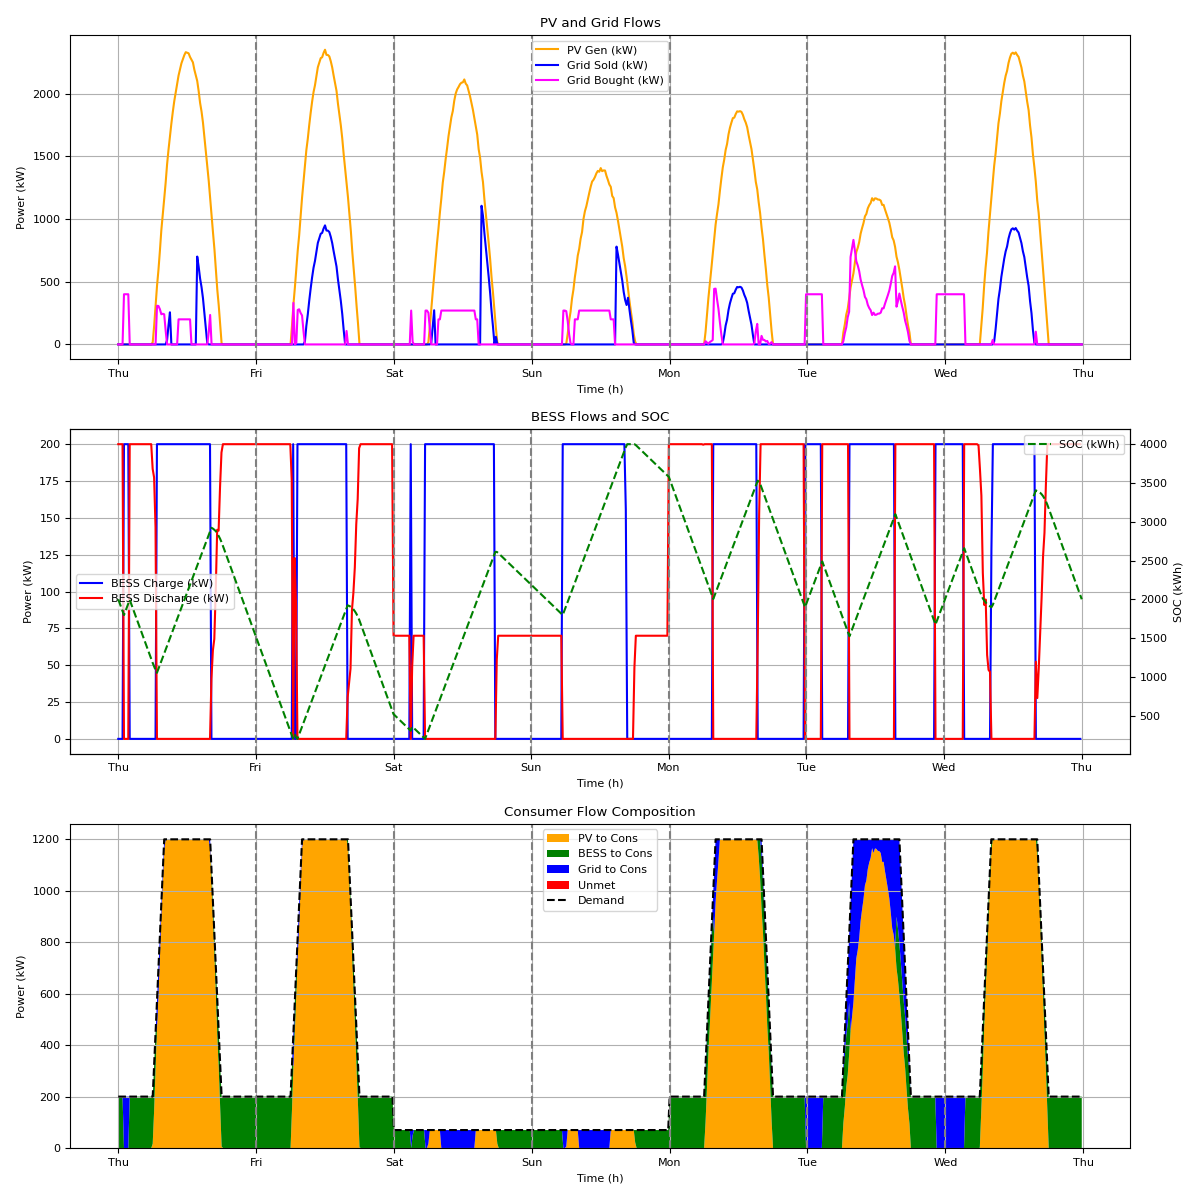 PV and Grid Flows
PV Gen (kW)
Grid Sold (kW)
Grid Bought (kW)
Power (kW)
2000
1500
1000
500
0
Thu Fri Sat Sun Mon Tue Wed Thu
Time (h)
BESS Flows and SOC
SOC (kWh)
BESS Charge (kW)
BESS Discharge (kW)
Power (kW)
200
175
150
125
100
75
50
25
0
4000
3500
3000
2500
2000
1500
1000
500
SOC (kWh)
Thu Fri Sat Sun Mon Tue Wed Thu
Time (h)
Consumer Flow Composition
PV to Cons
BESS to Cons
Grid to Cons
Unmet
Demand
Power (kW)
1200
1000
800
600
400
200
0
Thu Fri Sat Sun Mon Tue Wed Thu
Time (h)